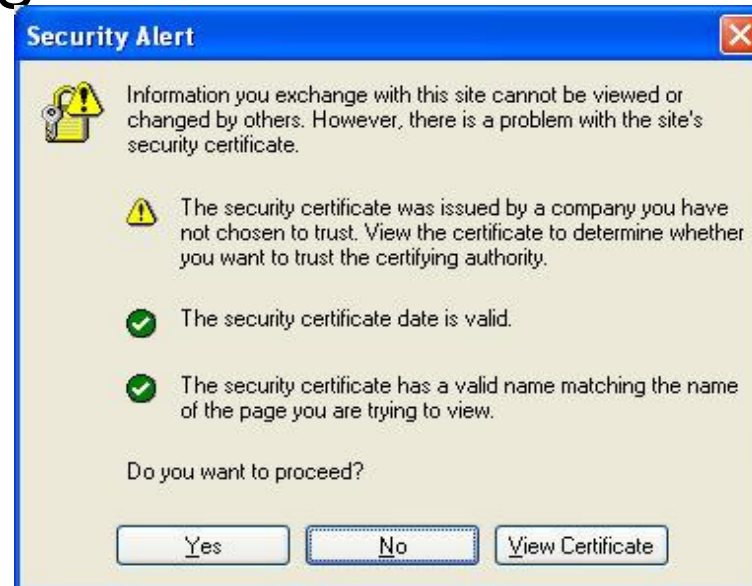 Security Alert
Information you exchange with this site cannot be viewed or
changed by others. However, there is a problem with the site's
security certificate.
The security certificate was issued by a company you have
not chosen to trust. View the certificate to determine whether
you want to trust the certifying authority.
The security certificate date is valid.
The security certificate has a valid name matching the name
of the page you are trying to view.
Do you want to proceed?
Yes No View Certificate